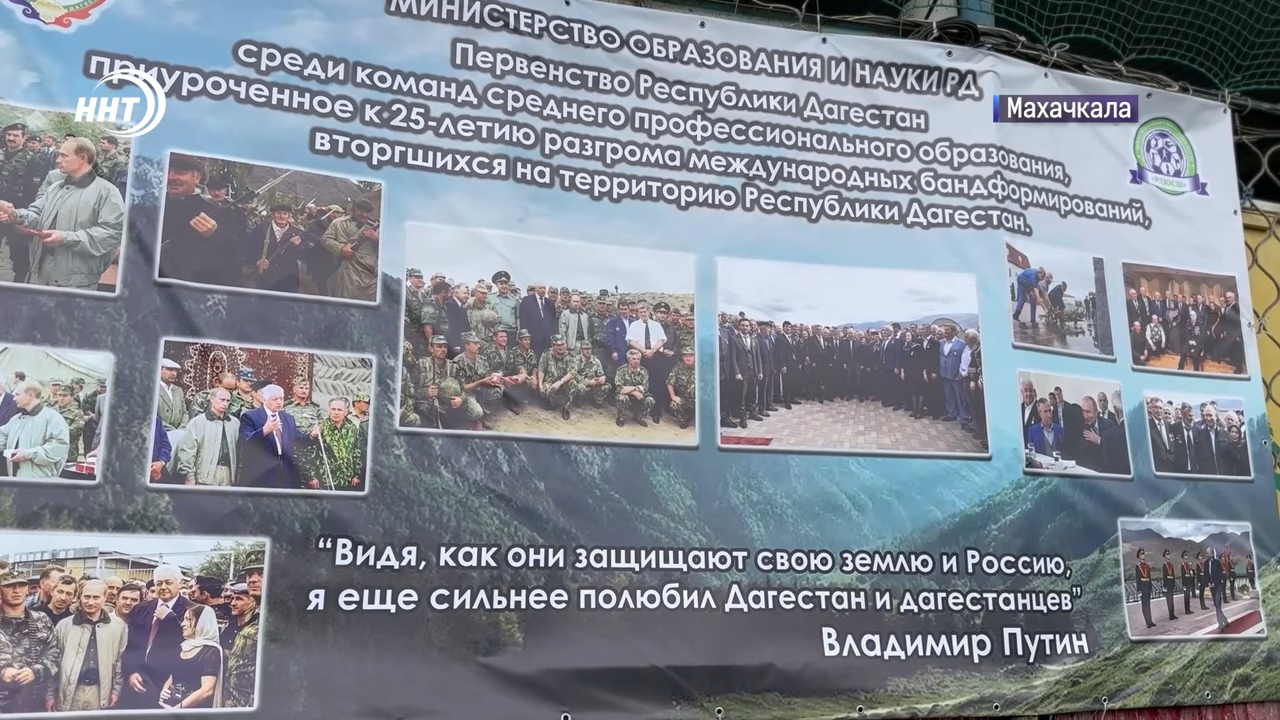 МИНИСТЕРСТВО ОБРАЗОВАНИЯ И НАУКИ РД
Первенство Республики Дагестан
среди команд среднего профессионального образования,
приуроченное к 25-летию разгрома международных бандформирований,
вторгшихся на территорию Республики Дагестан.
ННТ
Махачкала
“Видя, как они защищают свою землю и Россию,
я еще сильнее полюбил Дагестан и дагестанцев”
Владимир Путин